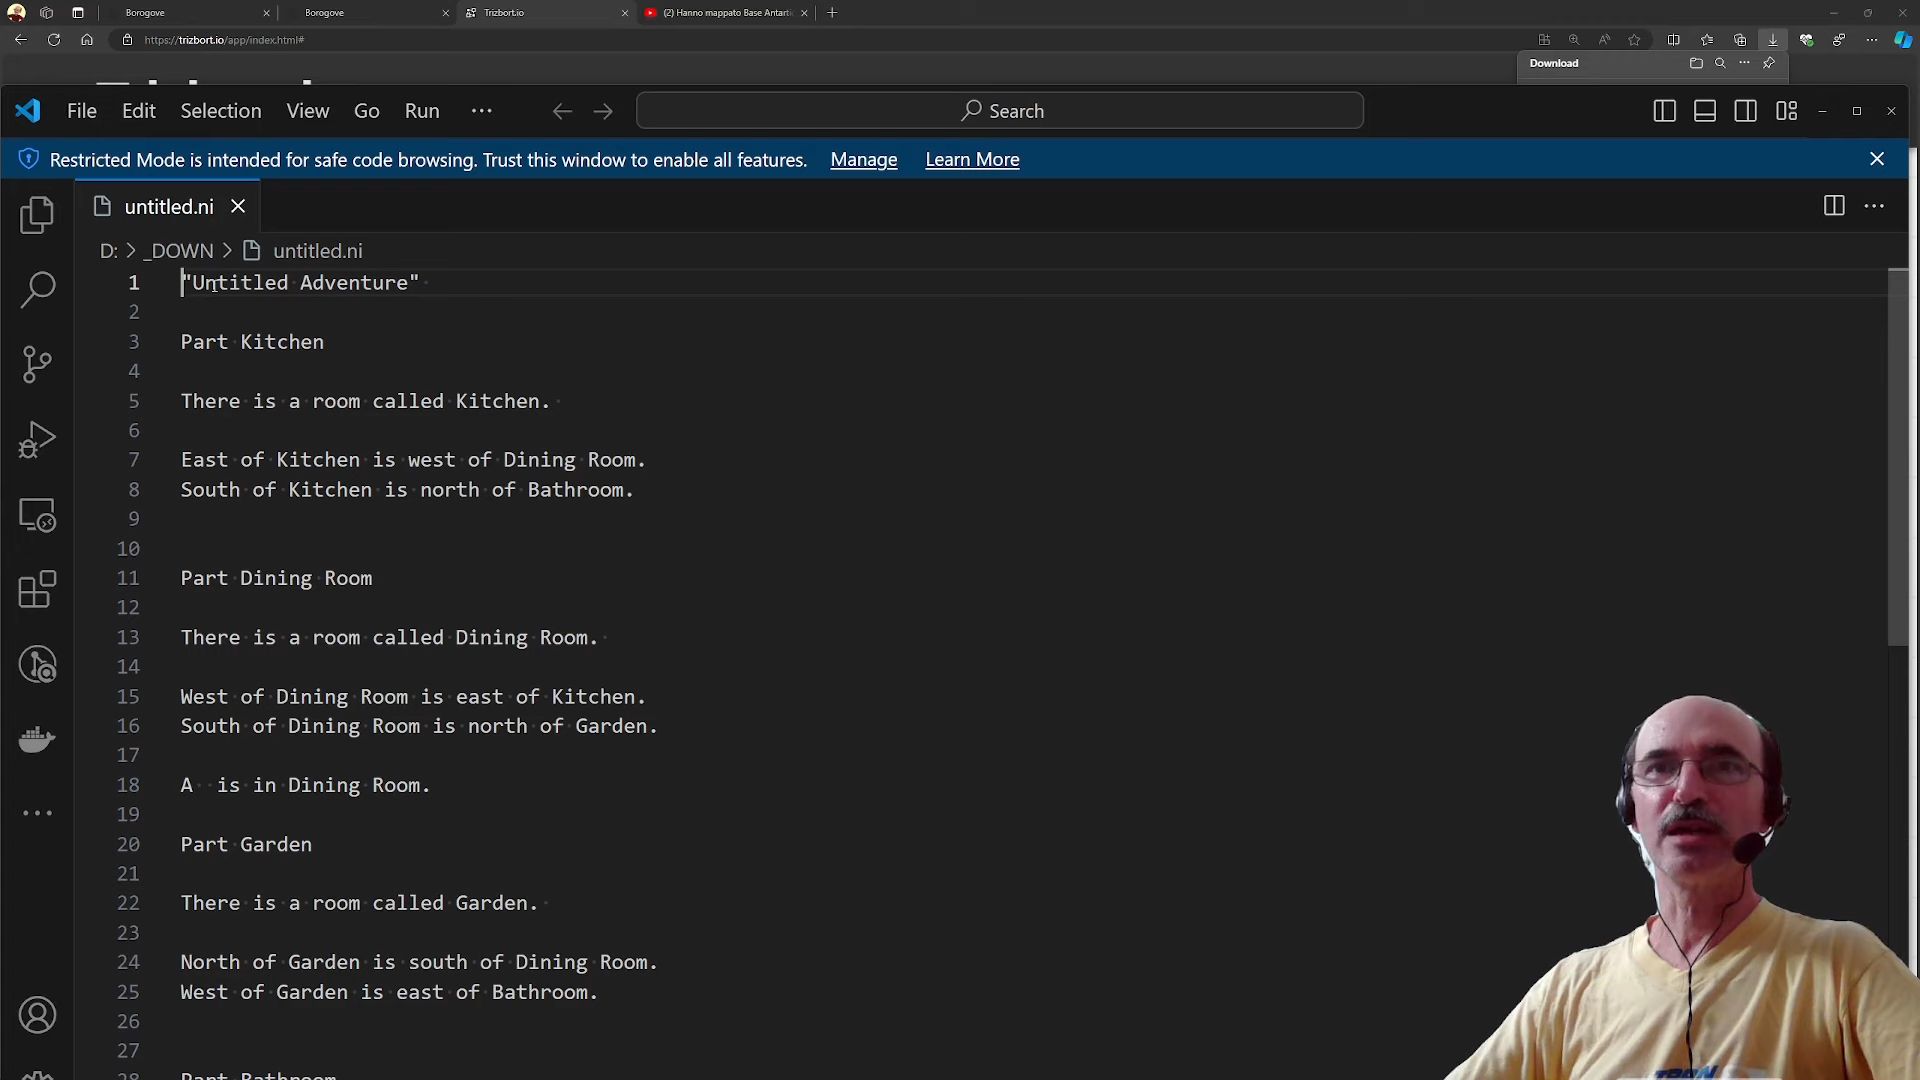 Borogove
Borogove
Trizbort.io
(2) Hanno mappato Base Antarti
https://trizbort.io/app/index.html#
Download
File Edit Selection View Go Run ··· Search
Restricted Mode is intended for safe code browsing. Trust this window to enable all features. Manage Learn More
untitled.ni
D: > _DOWN > untitled.ni
1 "Untitled Adventure"
2
3 Part Kitchen
4
5 There is a room called Kitchen.
6
7 East of Kitchen is west of Dining Room.
8 South of Kitchen is north of Bathroom.
9
10
11 Part Dining Room
12
13 There is a room called Dining Room.
14
15 West of Dining Room is east of Kitchen.
16 South of Dining Room is north of Garden.
17
18 A  is in Dining Room.
19
20 Part Garden
21
22 There is a room called Garden.
23
24 North of Garden is south of Dining Room.
25 West of Garden is east of Bathroom.
26
27
28 Part Bathroom